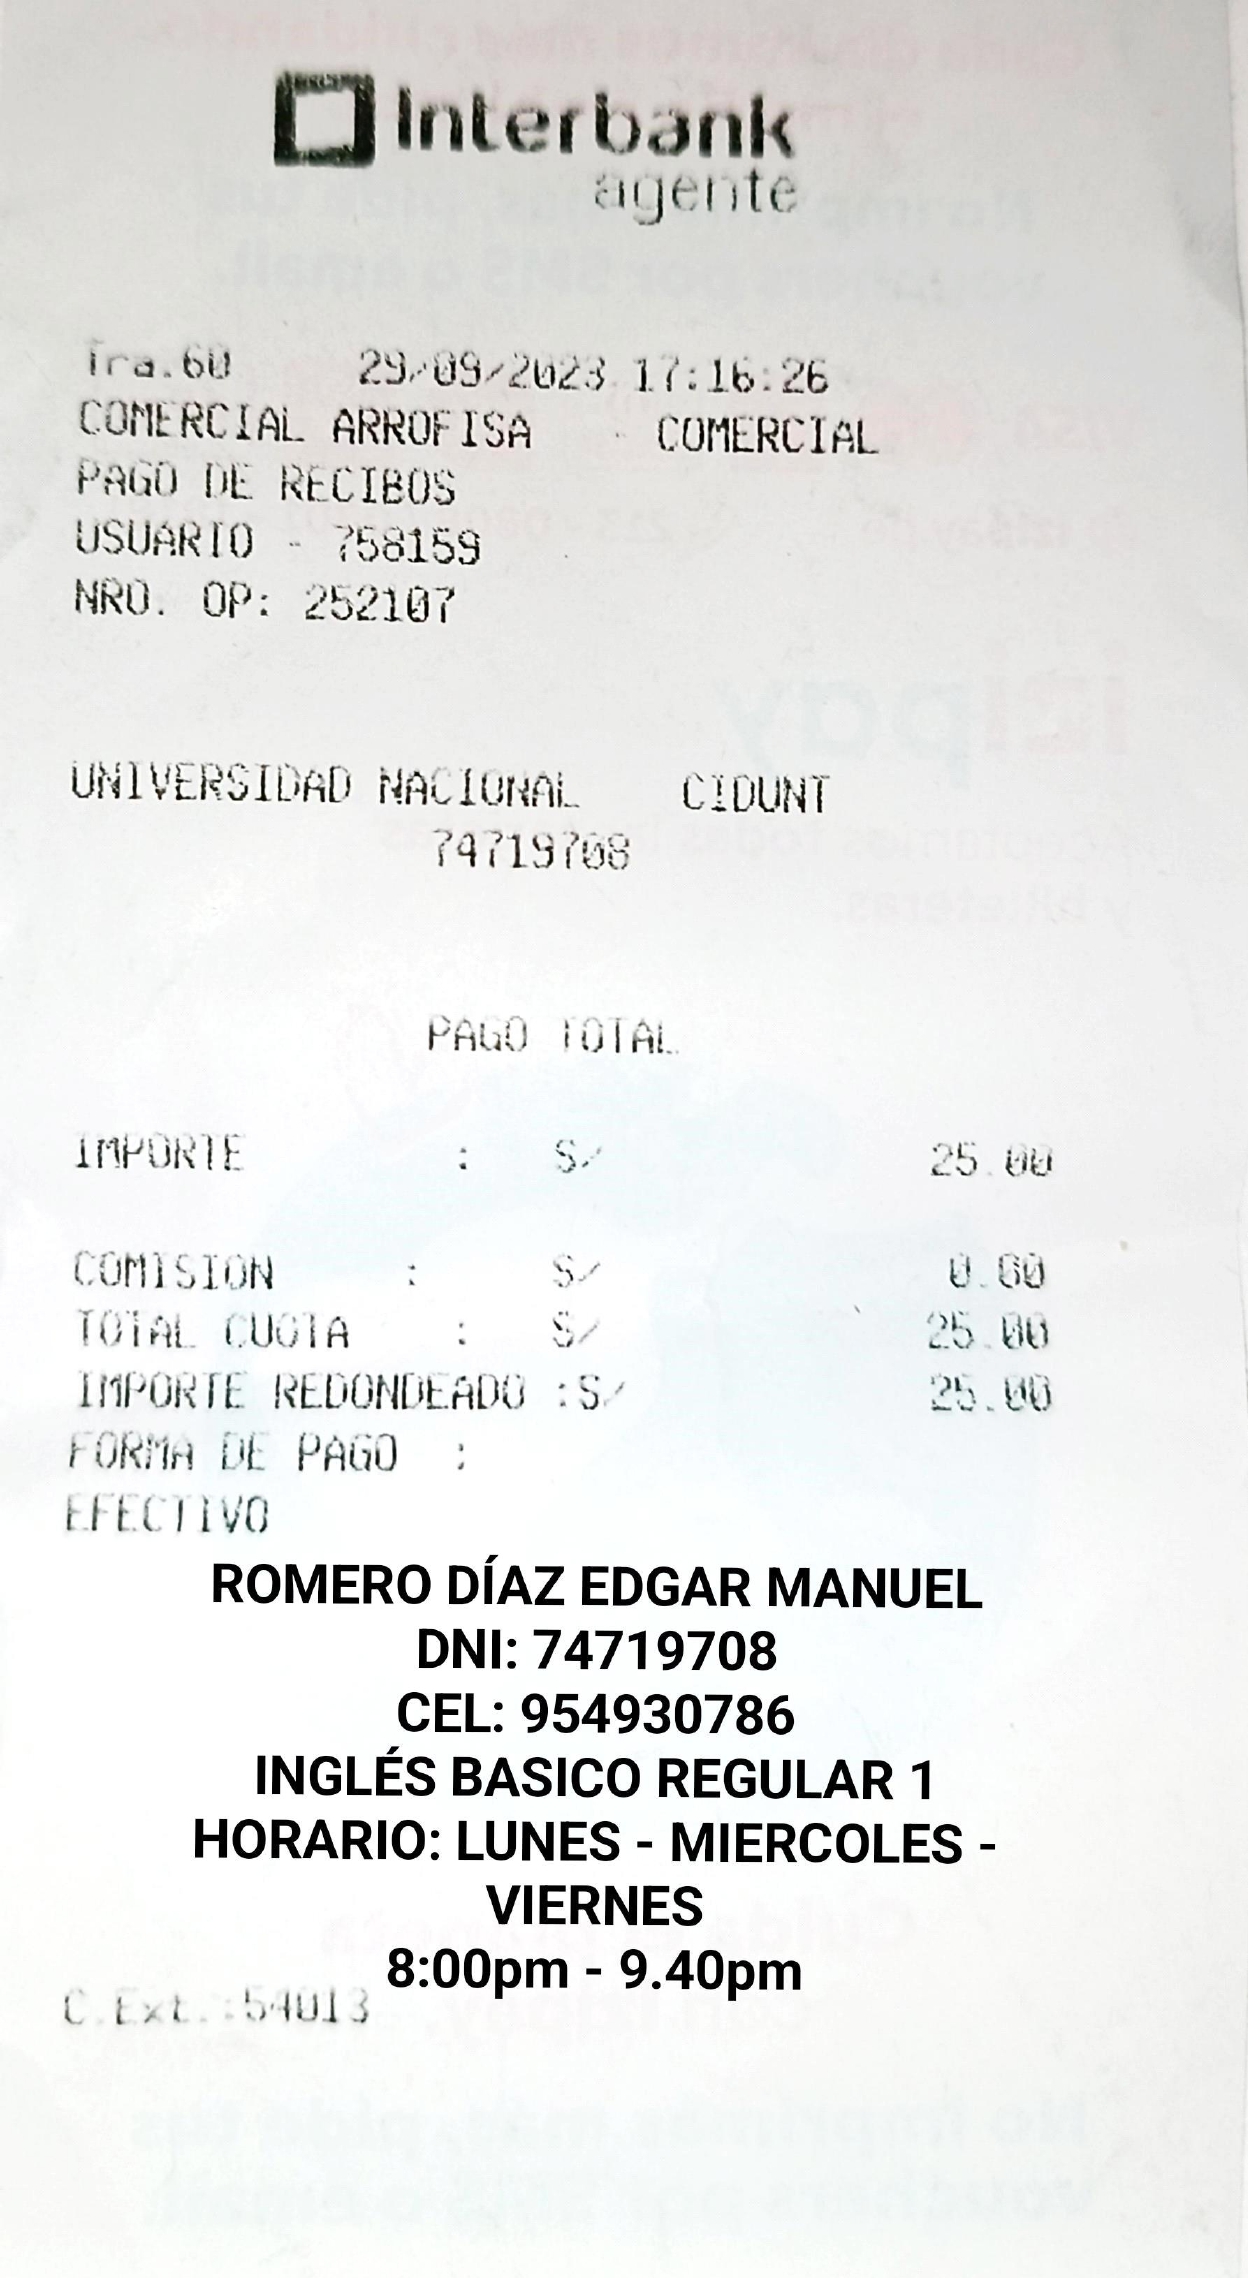 Interbank
agente
Tra.60 29/09/2023 17:16:26
COMERCIAL ARROFISA - COMERCIAL
PAGO DE RECIBOS
USUARIO - 758159
NRO. OP: 252107
UNIVERSIDAD NACIONAL CIDUNT
74719708
PAGO TOTAL
IMPORTE : S/ 25.00
COMISION : S/ 0.00
TOTAL CUOTA : S/ 25.00
IMPORTE REDONDEADO :S/ 25.00
FORMA DE PAGO :
EFECTIVO
ROMERO DÍAZ EDGAR MANUEL
DNI: 74719708
CEL: 954930786
INGLÉS BASICO REGULAR 1
HORARIO: LUNES - MIERCOLES -
VIERNES
8:00pm - 9.40pm
C.Ext.:54013